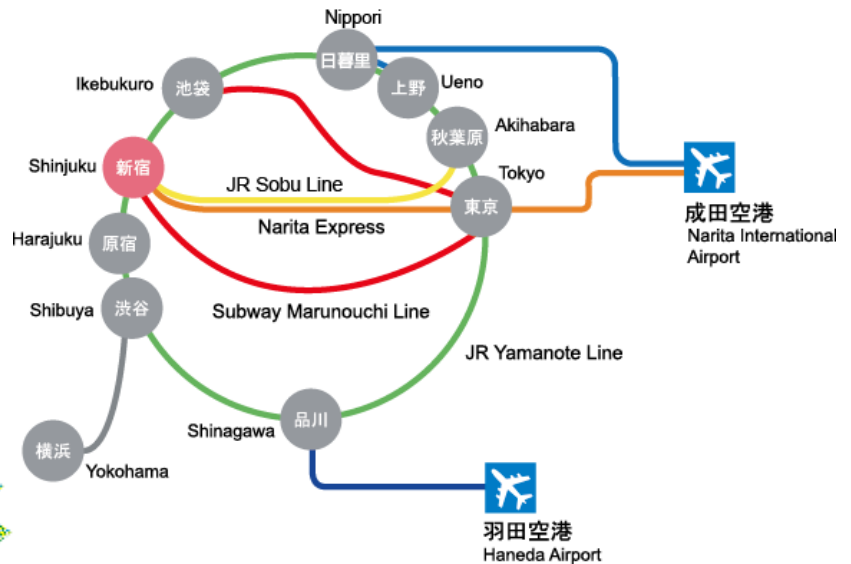 Nippori
日暮里
Ikebukuro
池袋
上野
Ueno
秋葉原
Akihabara
Shinjuku
新宿
JR Sobu Line
Tokyo
東京
Narita Express
成田空港
Narita International
Airport
Harajuku
原宿
Shibuya
渋谷
Subway Marunouchi Line
JR Yamanote Line
Shinagawa
品川
横浜
Yokohama
羽田空港
Haneda Airport